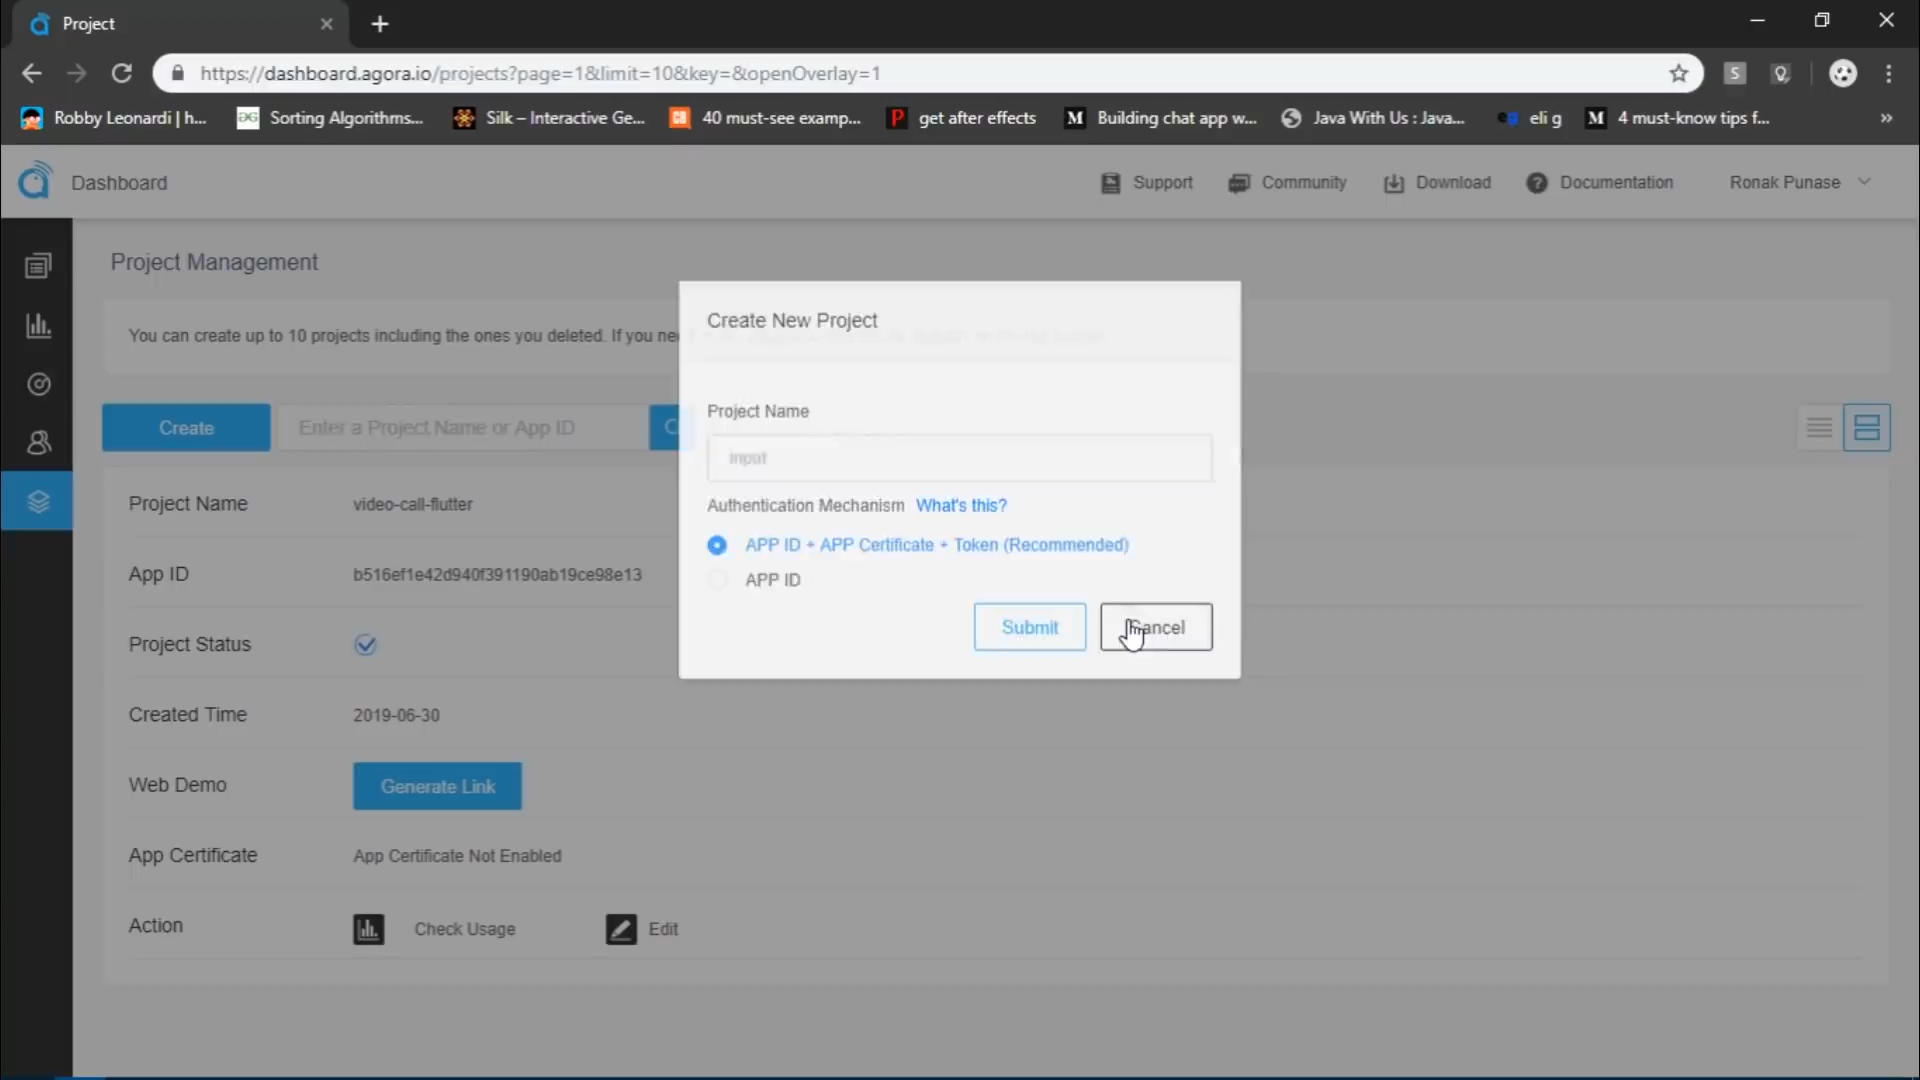 Project
https://dashboard.agora.io/projects?page=1&limit=10&key=&openOverlay=1
Robby Leonardi | h...
Sorting Algorithms...
Silk – Interactive Ge...
40 must-see examp...
get after effects
Building chat app w...
Java With Us : Java...
eli g
4 must-know tips f...
Dashboard
Support
Community
Download
Documentation
Ronak Punase
Project Management
You can create up to 10 projects including the ones you deleted. If you nee
Create New Project
Project Name
input
Authentication Mechanism What's this?
APP ID + APP Certificate + Token (Recommended)
APP ID
Submit
Cancel
Create
Enter a Project Name or App ID
Project Name
video-call-flutter
App ID
b516ef1e42d940f391190ab19ce98e13
Project Status
Created Time
2019-06-30
Web Demo
Generate Link
App Certificate
App Certificate Not Enabled
Action
Check Usage
Edit